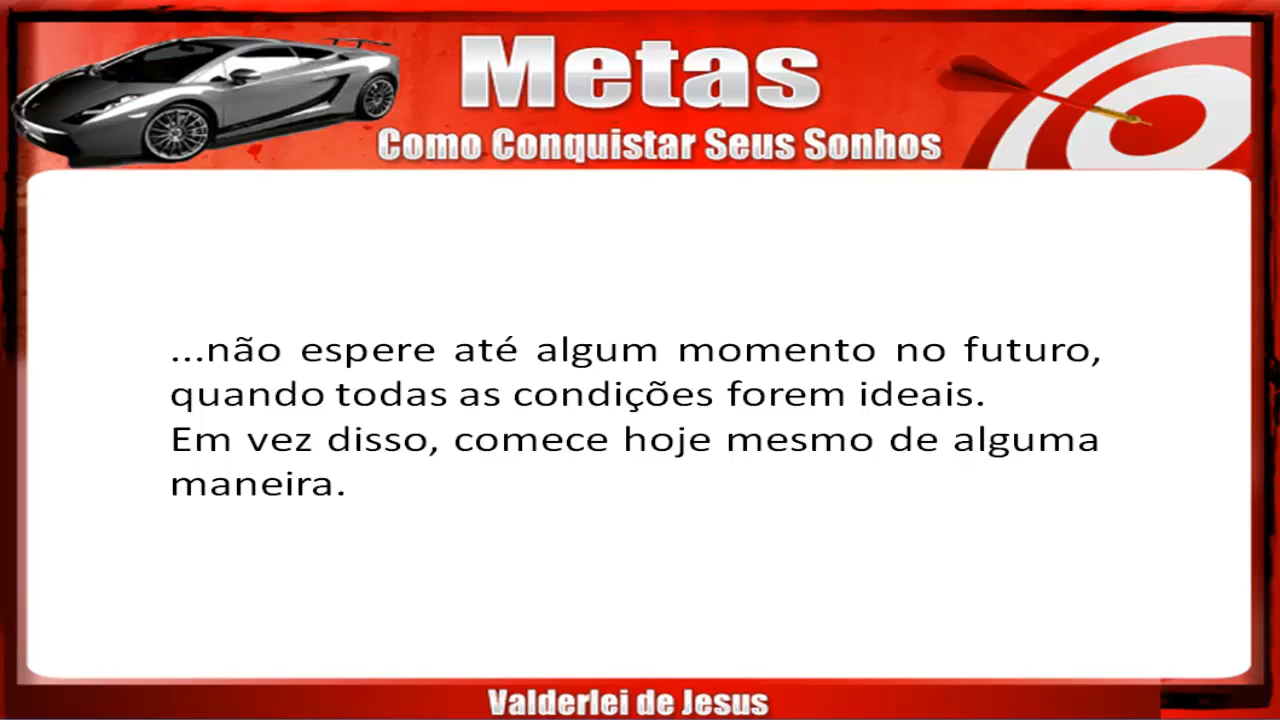 Metas
Como Conquistar Seus Sonhos
...não espere até algum momento no futuro,
quando todas as condições forem ideais.
Em vez disso, comece hoje mesmo de alguma
maneira.
Valderlei de Jesus